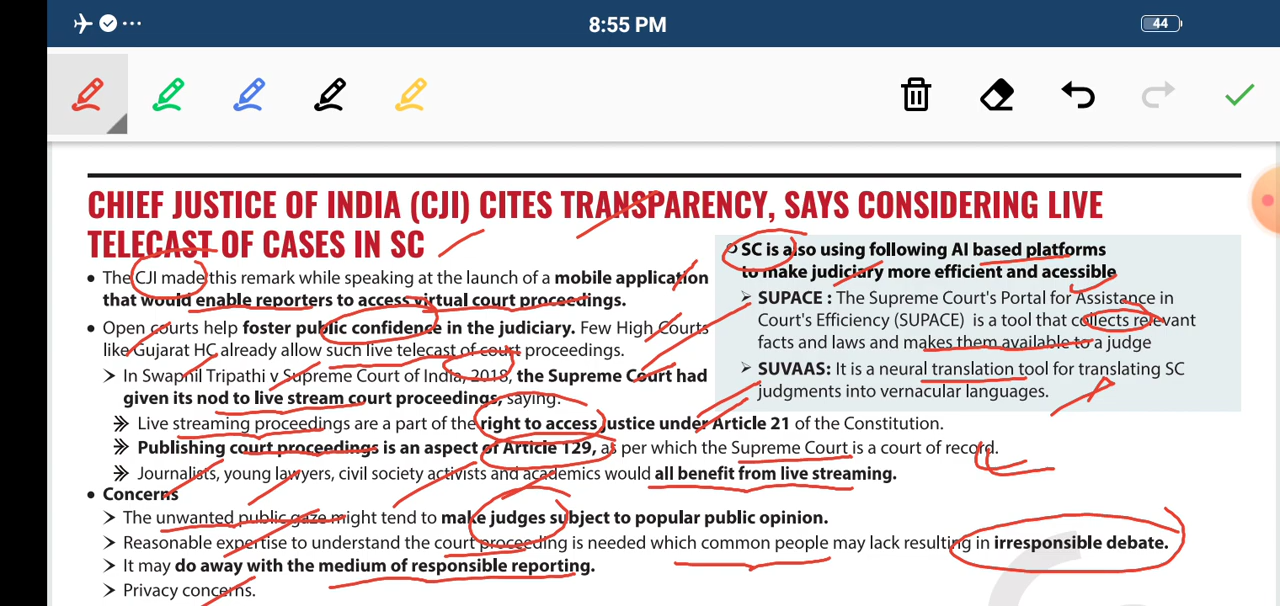 8:55 PM
44
CHIEF JUSTICE OF INDIA (CJI) CITES TRANSPARENCY, SAYS CONSIDERING LIVE
TELECAST OF CASES IN SC
• The CJI made this remark while speaking at the launch of a mobile application
that would enable reporters to access virtual court proceedings.
• Open courts help foster public confidence in the judiciary. Few High Courts
like Gujarat HC already allow such live telecast of court proceedings.
➢ In Swapnil Tripathi v Supreme Court of India, 2018, the Supreme Court had
given its nod to live stream court proceedings, saying:
Live streaming proceedings are a part of the right to access justice under Article 21 of the Constitution.
Publishing court proceedings is an aspect of Article 129, as per which the Supreme Court is a court of record.
Journalists, young lawyers, civil society activists and academics would all benefit from live streaming.
• Concerns
➢ The unwanted public gaze might tend to make judges subject to popular public opinion.
➢ Reasonable expertise to understand the court proceeding is needed which common people may lack resulting in irresponsible debate.
➢ It may do away with the medium of responsible reporting.
➢ Privacy concerns.
SC is also using following AI based platforms
to make judiciary more efficient and acessible
➢ SUPACE : The Supreme Court's Portal for Assistance in
Court's Efficiency (SUPACE) is a tool that collects relevant
facts and laws and makes them available to a judge
➢ SUVAAS: It is a neural translation tool for translating SC
judgments into vernacular languages.